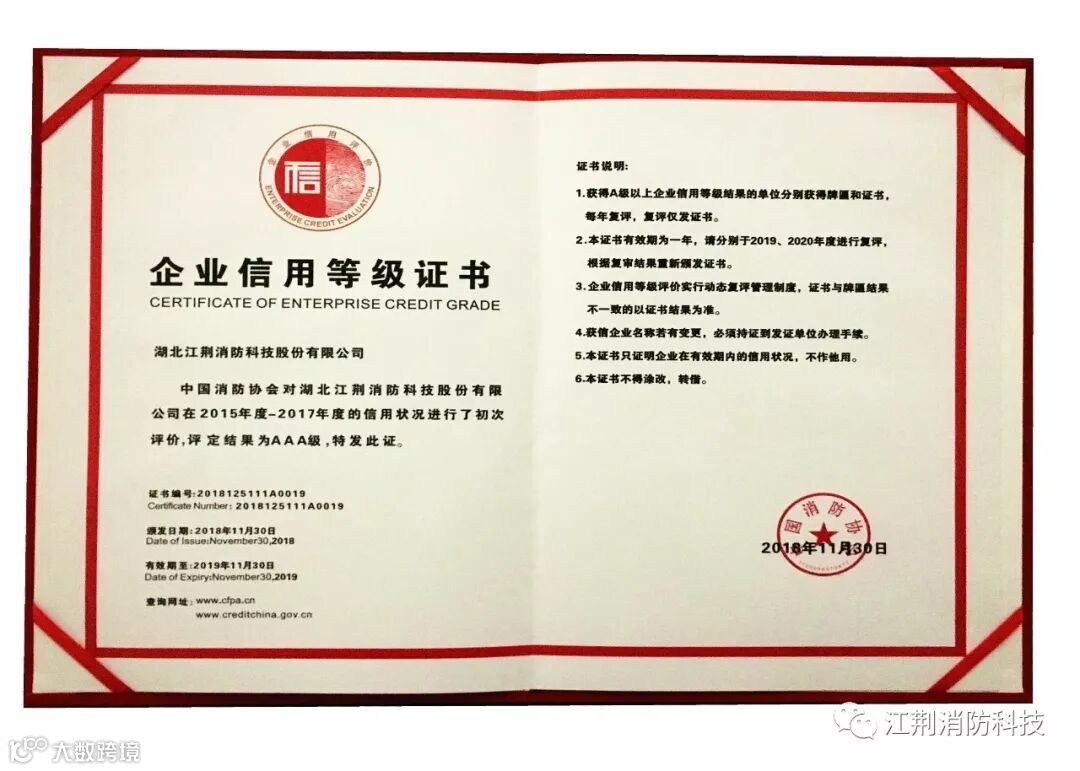 企业信用评价
信
ENTERPRISE CREDIT EVALUATION
企业信用等级证书
CERTIFICATE OF ENTERPRISE CREDIT GRADE
湖北江荆消防科技股份有限公司
中国消防协会对湖北江荆消防科技股份有限
公司在2015年度-2017年度的信用状况进行了初次
评价,评定结果为AAA级,特发此证。
证书编号:2018125111A0019
Certificate Number: 2018125111A0019
颁发日期:2018年11月30日
Date of Issue:November30,2018
有效期至:2019年11月30日
Date of Expiry:November30,2019
查询网址: www.cfpa.cn
www.creditchina.gov.cn
证书说明:
1.获得A级以上企业信用等级结果的单位分别获得牌匾和证书,
每年复评,复评仅发证书。
2.本证书有效期为一年,请分别于2019、2020年度进行复评,
根据复审结果重新颁发证书。
3.企业信用等级评价实行动态复评管理制度,证书与牌匾结果
不一致的以证书结果为准。
4.获信企业名称若有变更,必须持证到发证单位办理手续。
5.本证书只证明企业在有效期内的信用状况,不作他用。
6.本证书不得涂改,转借。
国消防协
2018年11月30日
江荆消防科技
大数跨境